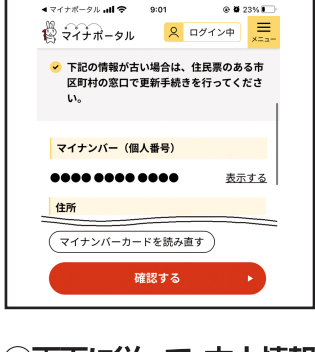 ◀マイナポータル 9:01 23%
マイナポータル ログイン中 メニュー
下記の情報が古い場合は、住民票のある市
区町村の窓口で更新手続きを行ってくださ
い。
マイナンバー（個人番号）
●●●● ●●●● ●●●● 表示する
住所
マイナンバーカードを読み直す
確認する